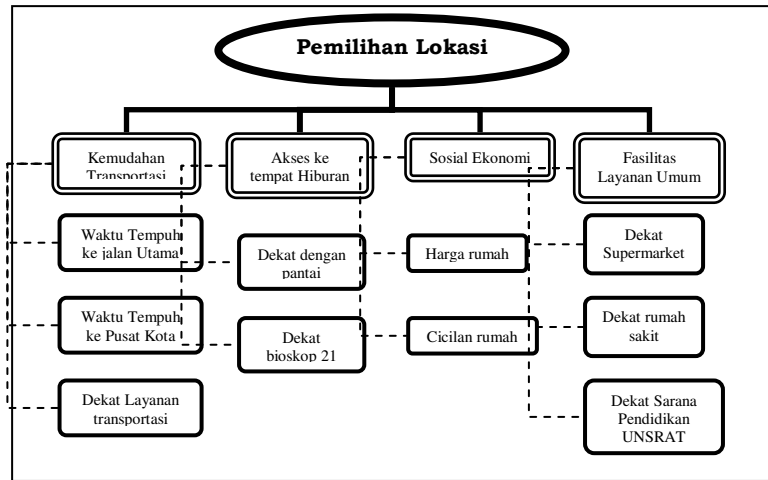 Pemilihan Lokasi
Kemudahan
Transportasi
Akses ke
tempat Hiburan
Sosial Ekonomi
Fasilitas
Layanan Umum
Waktu Tempuh
ke jalan Utama
Dekat dengan
pantai
Harga rumah
Dekat
Supermarket
Waktu Tempuh
ke Pusat Kota
Dekat
bioskop 21
Cicilan rumah
Dekat rumah
sakit
Dekat Layanan
transportasi
Dekat Sarana
Pendidikan
UNSRAT